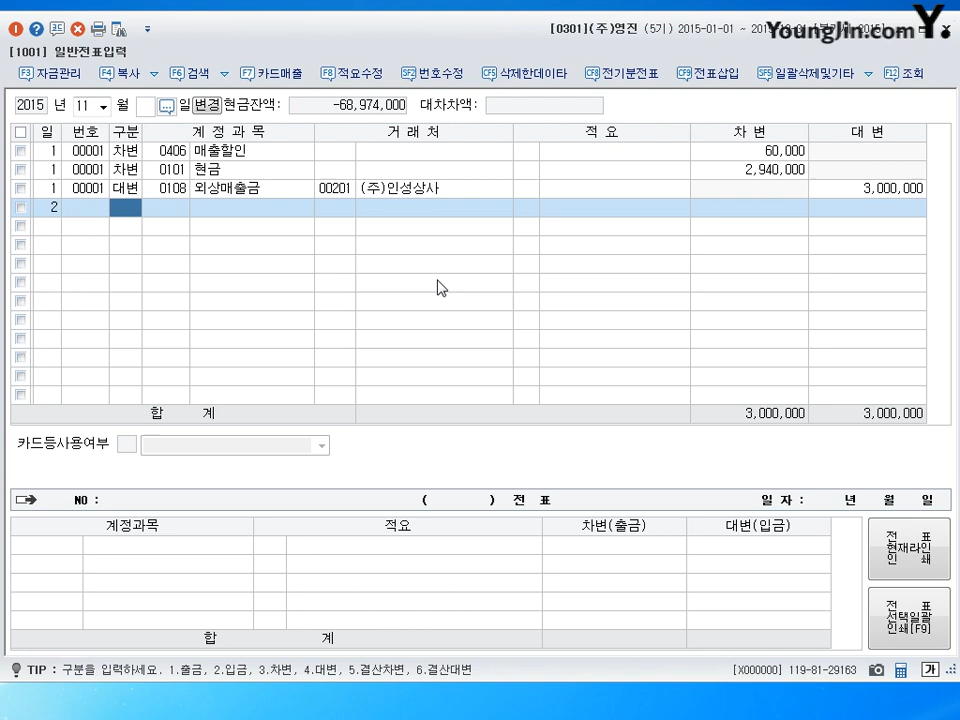 [0301](주)영진 (5기) 2015-01-01 ~
YoungJin.com Y.
[1001] 일반전표입력
F3 자금관리 F4 복사 F6 검색 F7 카드매출 F8 적요수정 SF2 번호수정 CF5 삭제한데이타 CF8 전기분전표 CF9 전표삽입 SF5 일괄삭제및기타 F12 조회
2015 년 11 월 일 변경 현금잔액: -68,974,000 대차차액:
일 번호 구분 계 정 과 목 거 래 처 적 요 차 변 대 변
1 00001 차변 0406 매출할인 60,000
1 00001 차변 0101 현금 2,940,000
1 00001 대변 0108 외상매출금 00201 (주)인성상사 3,000,000
2
합 계 3,000,000 3,000,000
카드등사용여부
NO : ( ) 전 표 일 자 : 년 월 일
계정과목 적요 차변(출금) 대변(입금)
전 표
현재라인
인 쇄
전 표
선택일괄
인쇄[F9]
합 계
TIP : 구분을 입력하세요. 1.출금, 2.입금, 3.차변, 4.대변, 5.결산차변, 6.결산대변 [X000000] 119-81-29163 가